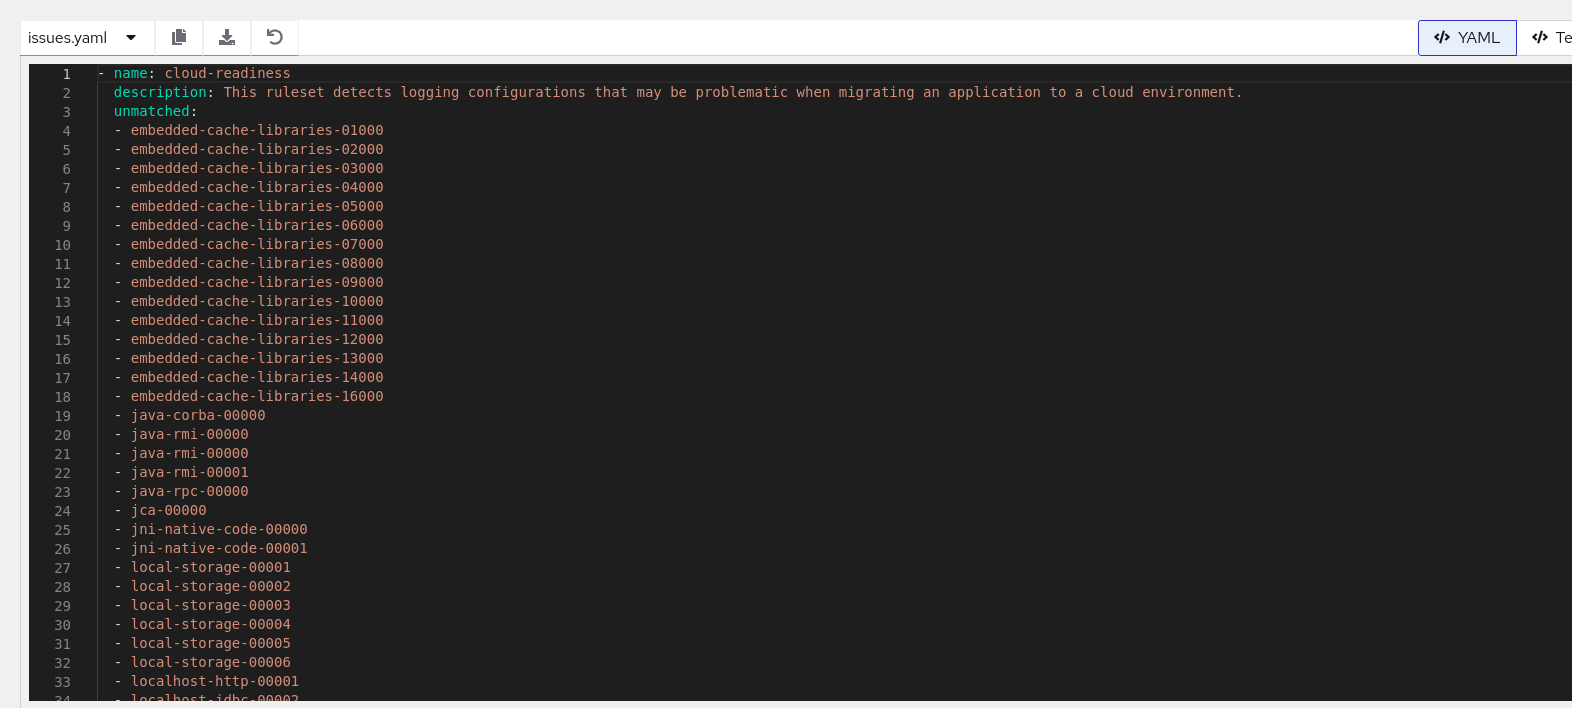 issues.yaml
YAML
Te
1 - name: cloud-readiness
2 description: This ruleset detects logging configurations that may be problematic when migrating an application to a cloud environment.
3 unmatched:
4 - embedded-cache-libraries-01000
5 - embedded-cache-libraries-02000
6 - embedded-cache-libraries-03000
7 - embedded-cache-libraries-04000
8 - embedded-cache-libraries-05000
9 - embedded-cache-libraries-06000
10 - embedded-cache-libraries-07000
11 - embedded-cache-libraries-08000
12 - embedded-cache-libraries-09000
13 - embedded-cache-libraries-10000
14 - embedded-cache-libraries-11000
15 - embedded-cache-libraries-12000
16 - embedded-cache-libraries-13000
17 - embedded-cache-libraries-14000
18 - embedded-cache-libraries-16000
19 - java-corba-00000
20 - java-rmi-00000
21 - java-rmi-00000
22 - java-rmi-00001
23 - java-rpc-00000
24 - jca-00000
25 - jni-native-code-00000
26 - jni-native-code-00001
27 - local-storage-00001
28 - local-storage-00002
29 - local-storage-00003
30 - local-storage-00004
31 - local-storage-00005
32 - local-storage-00006
33 - localhost-http-00001
34 - localhost-jdbc-00002